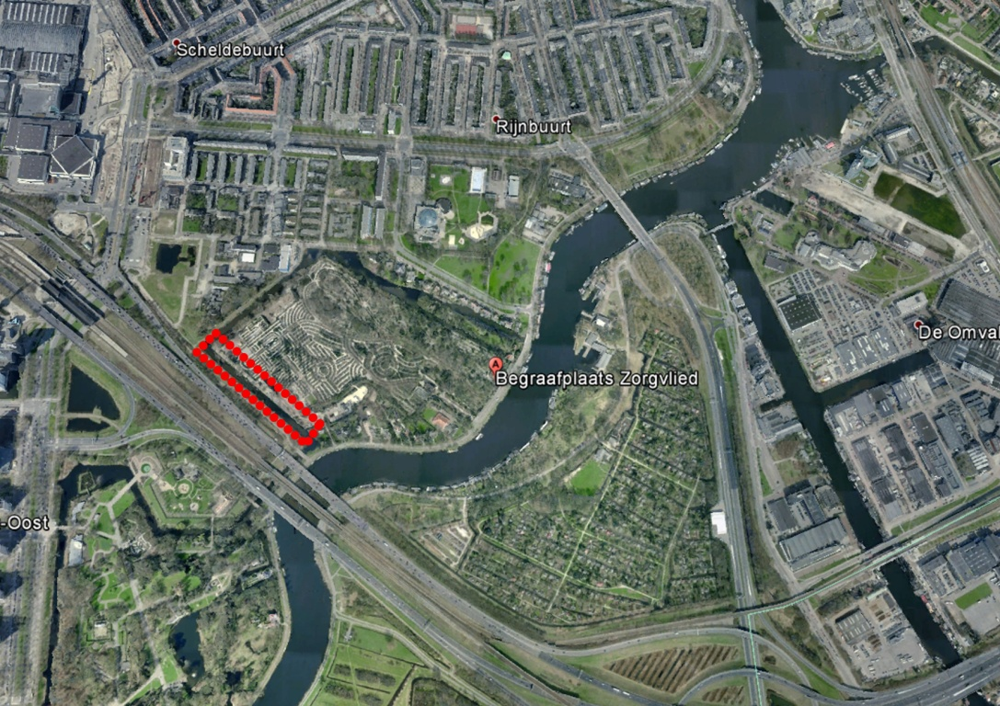 Scheldebuurt
Rijnbuurt
De Omval
A
Begraafplaats Zorgvlied
-Oost